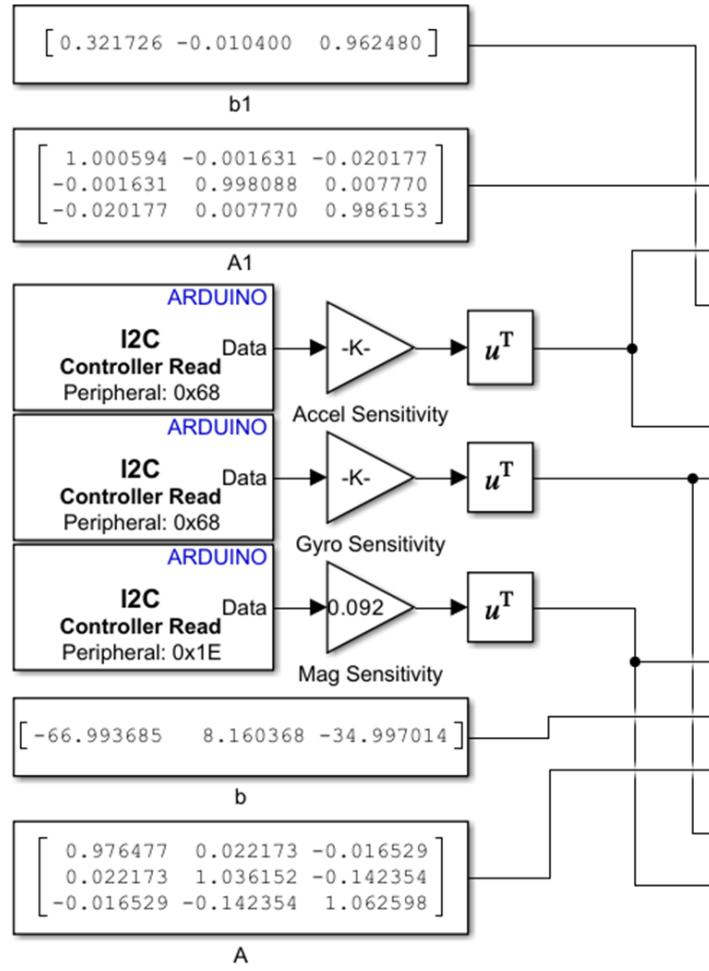 [0.321726 -0.010400 0.962480]
b1
1.000594 -0.001631 -0.020177
-0.001631 0.998088 0.007770
-0.020177 0.007770 0.986153
A1
ARDUINO
I2C
Controller Read
Peripheral: 0x68
Data
-K-
Accel Sensitivity
uᵀ
ARDUINO
I2C
Controller Read
Peripheral: 0x68
Data
-K-
Gyro Sensitivity
uᵀ
ARDUINO
I2C
Controller Read
Peripheral: 0x1E
Data
0.092
Mag Sensitivity
uᵀ
[-66.993685 8.160368 -34.997014]
b
0.976477 0.022173 -0.016529
0.022173 1.036152 -0.142354
-0.016529 -0.142354 1.062598
A